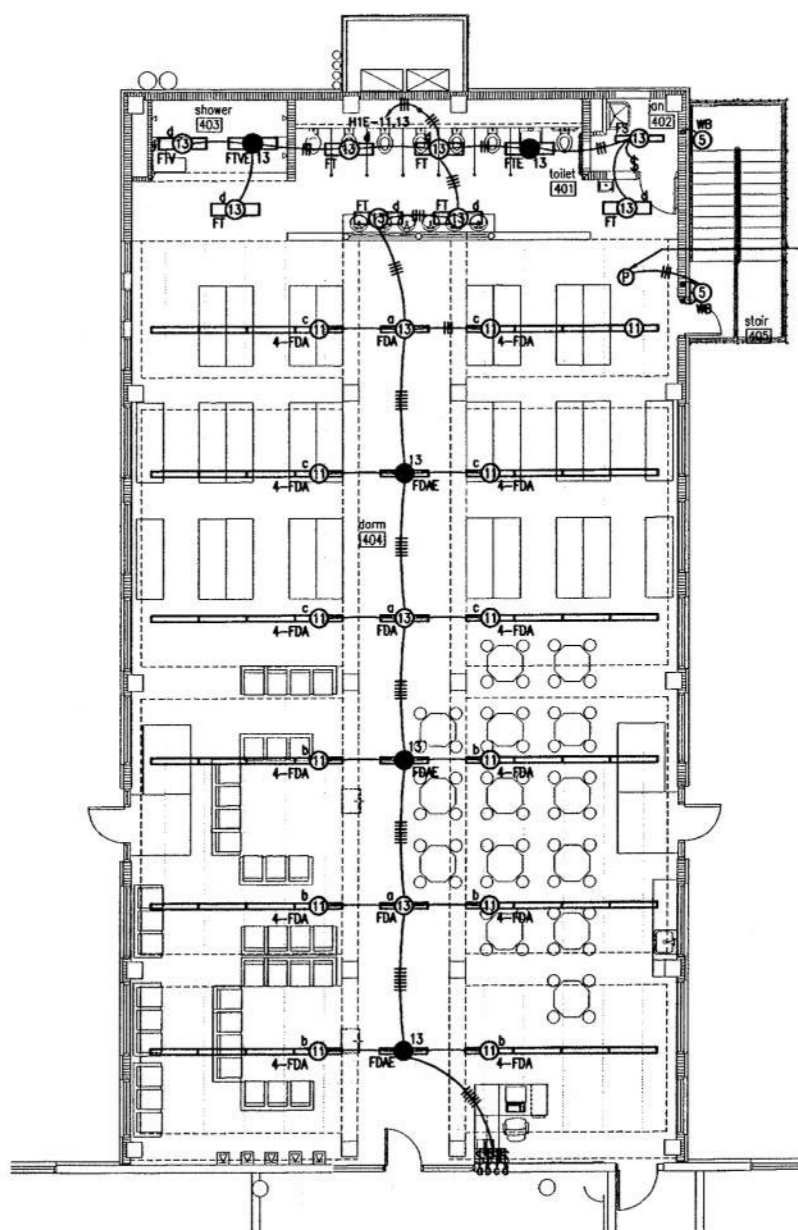 shower
403
an
402
WB
5
H1E-11,13
d
13
FTV
FTVE
13
d
13
FT
d
13
FT
FTE
13
toilet
401
13
$
d
13
FT
d
13
FT
FT
13
d
13
d
P
5
WB
stair
405
c
11
4-FDA
a
13
FDA
c
11
4-FDA
11
c
11
4-FDA
13
FDAE
c
11
4-FDA
dorm
404
c
11
4-FDA
a
13
FDA
c
11
4-FDA
b
11
4-FDA
13
FDAE
b
11
4-FDA
b
11
4-FDA
a
13
FDA
b
11
4-FDA
b
11
4-FDA
13
FDAE
b
11
4-FDA